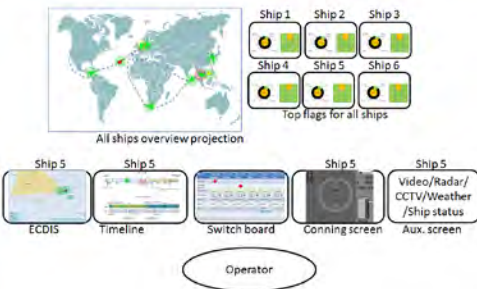 Ship 1 Ship 2 Ship 3
Ship 4 Ship 5 Ship 6
All ships overview projection
Top flags for all ships
Ship 5 Ship 5 Ship 5 Ship 5
Video/Radar/
CCTV/Weather
/Ship status
ECDIS Timeline Switch board Conning screen Aux. screen
Operator